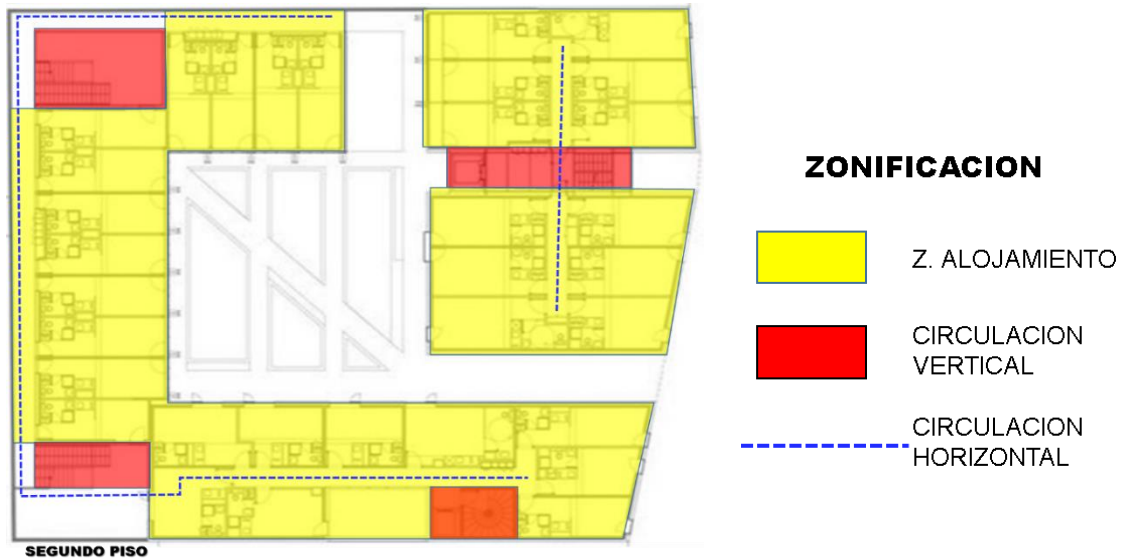 ZONIFICACION
Z. ALOJAMIENTO
CIRCULACION
VERTICAL
CIRCULACION
HORIZONTAL
SEGUNDO PISO